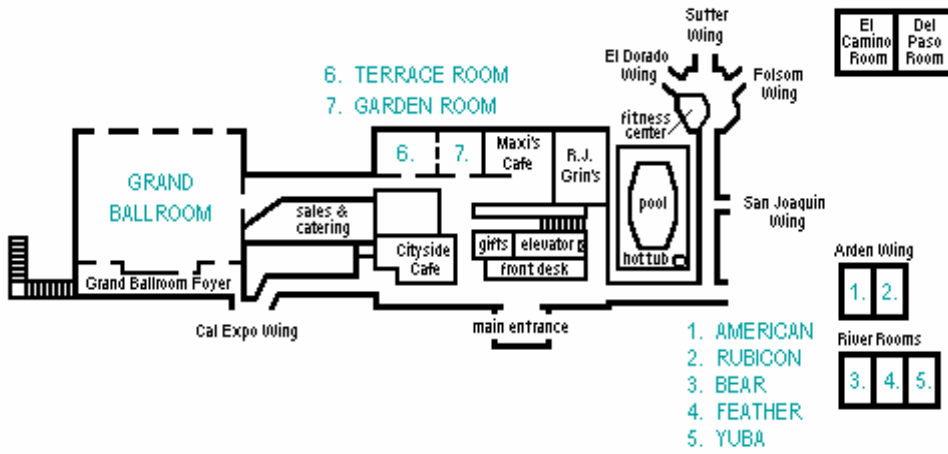 Sutter
Wing
El Dorado
Wing
Folsom
Wing
El
Camino
Room
Del
Paso
Room
6. TERRACE ROOM
7. GARDEN ROOM
fitness
center
6.
7.
Maxi's
Cafe
R.J.
Grin's
GRAND
BALLROOM
pool
San Joaquin
Wing
sales &
catering
Cityside
Cafe
gifts
elevator
front desk
hot tub
Grand Ballroom Foyer
Cal Expo Wing
main entrance
Arden Wing
1.
2.
River Rooms
3.
4.
5.
1. AMERICAN
2. RUBICON
3. BEAR
4. FEATHER
5. YUBA